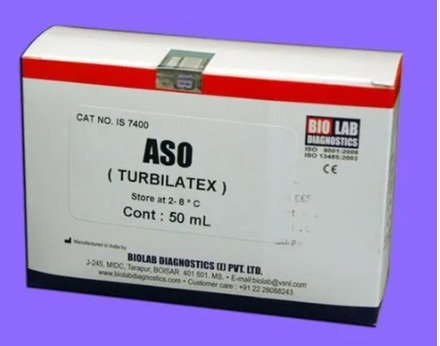 CAT NO. IS 7400
ASO
( TURBILATEX )
Store at 2- 8 ° C
Cont : 50 mL
BIO LAB
DIAGNOSTICS
ISO 9001:2008
ISO 13485:2003
CE
Manufactured in India by
BIOLAB DIAGNOSTICS (I) PVT. LTD.
J-245, MIDC, Tarapur, BOISAR 401 501, MS. • E-mail:biolab@vsnl.com
www.biolabdiagnostics.com • Customer care : +91 22 28088243